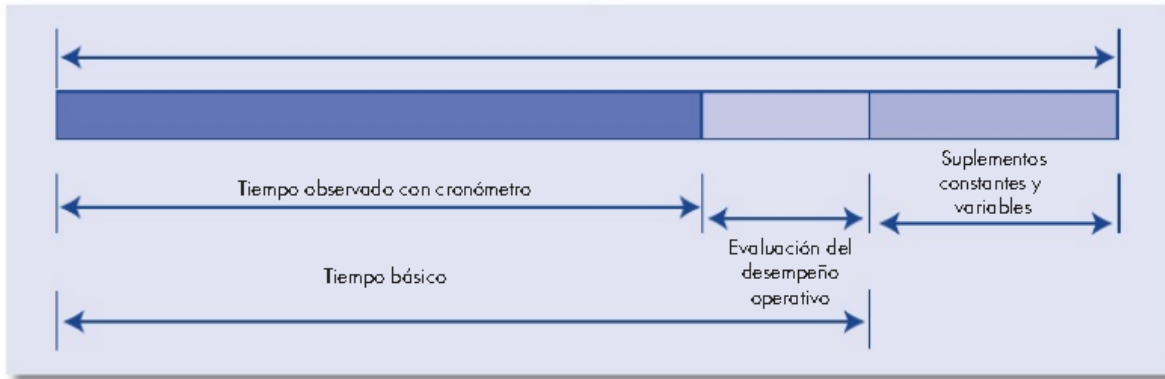 Tiempo observado con cronómetro
Suplementos
constantes y
variables
Evaluación del
desempeño
operativo
Tiempo básico